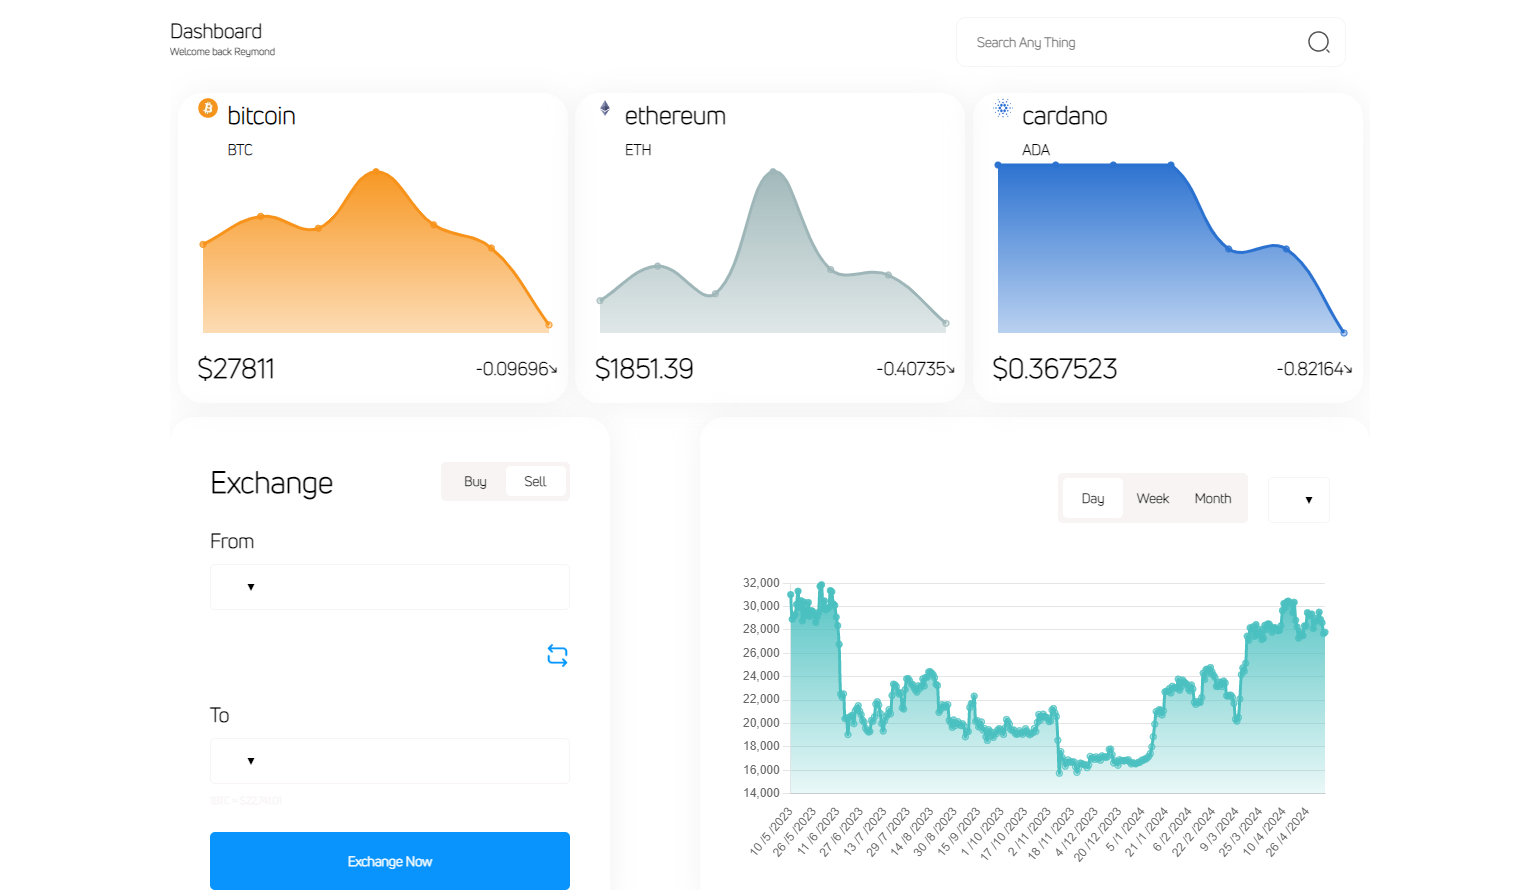 Dashboard
Welcome back Reymond
Search Any Thing
bitcoin
BTC
$27811
-0.09696↘
ethereum
ETH
$1851.39
-0.40735↘
cardano
ADA
$0.367523
-0.82164↘
Exchange
Buy
Sell
From
▼
To
▼
Exchange Now
Day
Week
Month
▼
32,000
30,000
28,000
26,000
24,000
22,000
20,000
18,000
16,000
14,000
10 /5 /2023
26 /5 /2023
11 /6 /2023
27 /6 /2023
13 /7 /2023
29 /7 /2023
14 /8 /2023
30 /8 /2023
15 /9 /2023
1 /10 /2023
17 /10 /2023
2 /11 /2023
18 /11 /2023
4 /12 /2023
20 /12 /2023
5 /1 /2024
21 /1 /2024
6 /2 /2024
22 /2 /2024
9 /3 /2024
25 /3 /2024
10 /4 /2024
26 /4 /2024